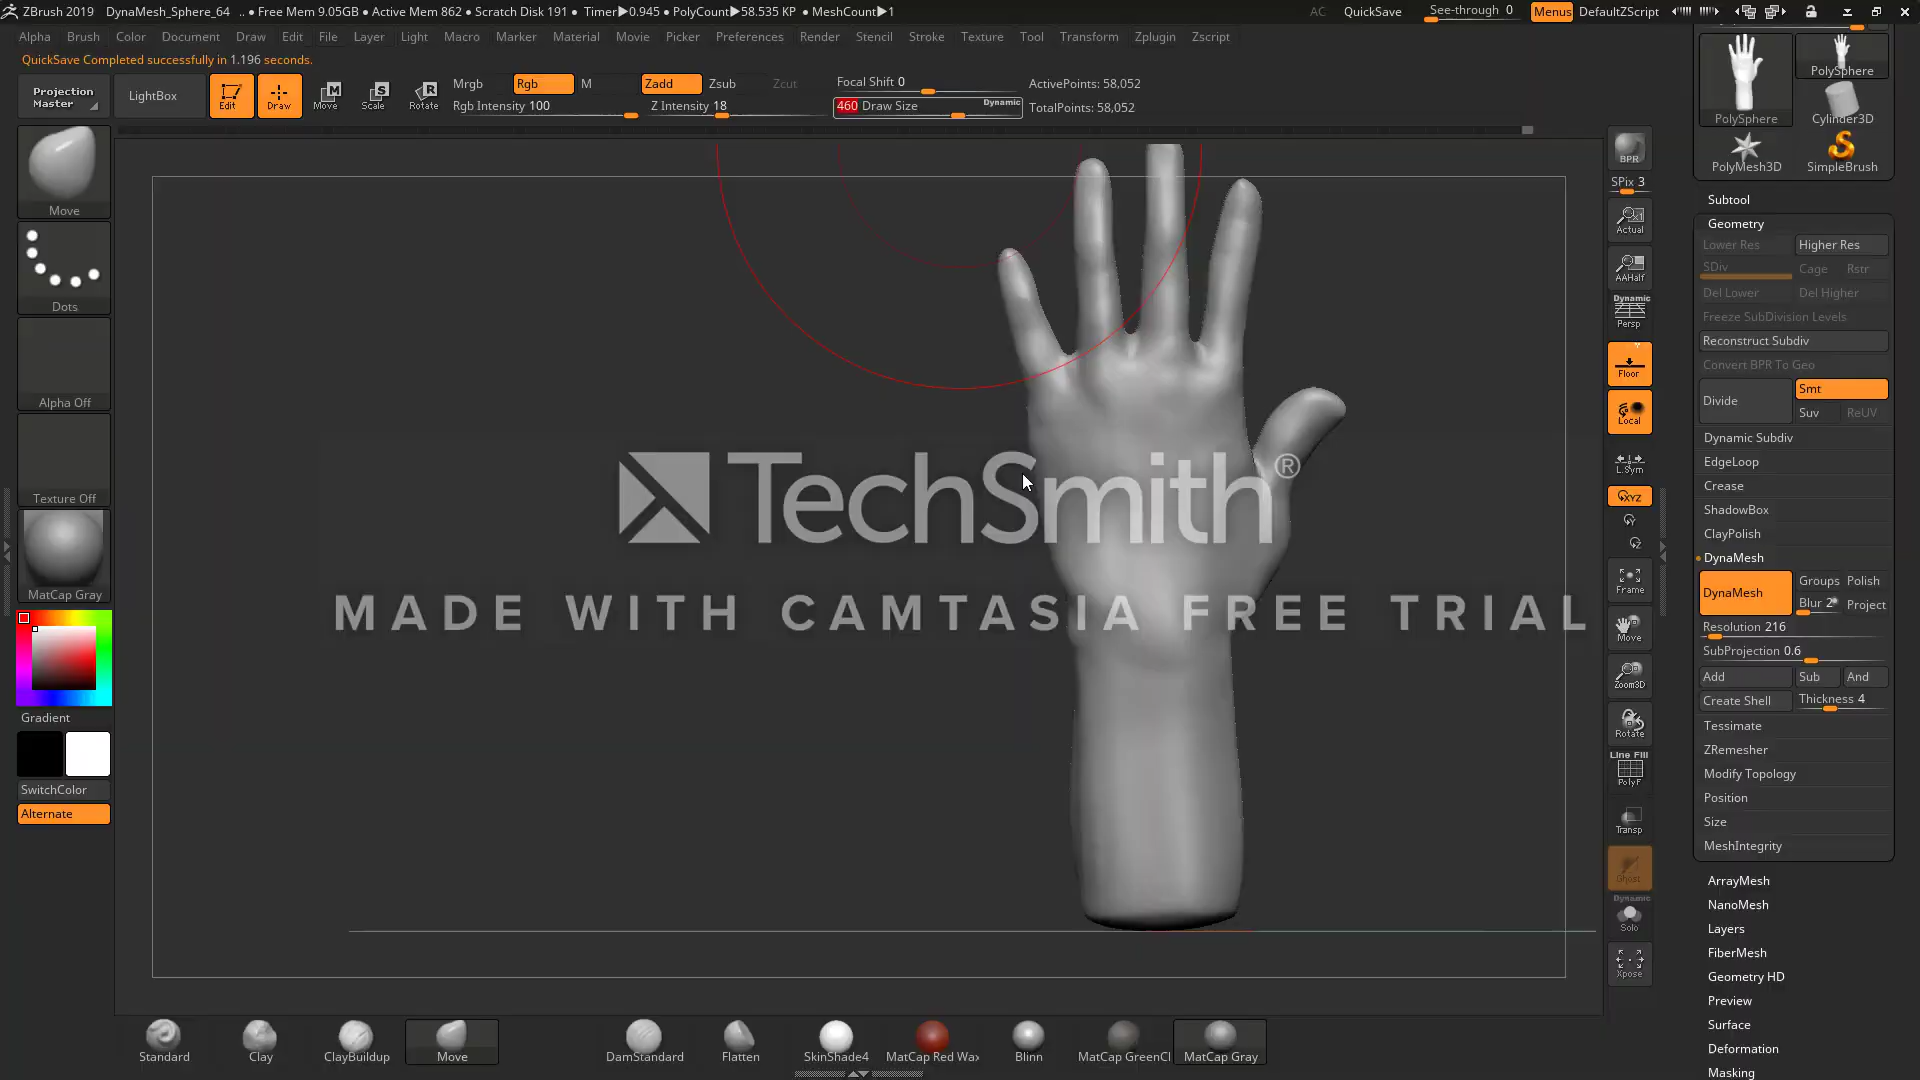 ZBrush 2019 DynaMesh_Sphere_64 .. • Free Mem 9.05GB • Active Mem 862 • Scratch Disk 191 • Timer▶0.945 • PolyCount▶58.535 KP • MeshCount▶1 AC QuickSave See-through 0 Menus DefaultZScript
Alpha Brush Color Document Draw Edit File Layer Light Macro Marker Material Movie Picker Preferences Render Stencil Stroke Texture Tool Transform Zplugin Zscript
QuickSave Completed successfully in 1.196 seconds.
Projection Master
LightBox
Edit
Draw
Move
Scale
Rotate
Mrgb Rgb M Zadd Zsub Zcut
Rgb Intensity 100 Z Intensity 18
Focal Shift 0
460 Draw Size Dynamic
ActivePoints: 58,052
TotalPoints: 58,052
Move
Dots
Alpha Off
Texture Off
MatCap Gray
Gradient
SwitchColor
Alternate
TechSmith®
MADE WITH CAMTASIA FREE TRIAL
BPR
SPix 3
Actual
AAHalf
Dynamic
Persp
Floor
Local
L.Sym
XYZ
Y
Z
Frame
Move
Zoom3D
Rotate
Line Fill
PolyF
Transp
Ghost
Dynamic
Solo
Xpose
PolySphere
PolySphere
Cylinder3D
PolyMesh3D
SimpleBrush
Subtool
Geometry
Lower Res Higher Res
SDiv Cage Rstr
Del Lower Del Higher
Freeze SubDivision Levels
Reconstruct Subdiv
Convert BPR To Geo
Divide Smt
Suv ReUV
Dynamic Subdiv
EdgeLoop
Crease
ShadowBox
ClayPolish
DynaMesh
DynaMesh Groups Polish
Blur 2 Project
Resolution 216
SubProjection 0.6
Add Sub And
Create Shell Thickness 4
Tessimate
ZRemesher
Modify Topology
Position
Size
MeshIntegrity
ArrayMesh
NanoMesh
Layers
FiberMesh
Geometry HD
Preview
Surface
Deformation
Masking
Standard Clay ClayBuildup Move DamStandard Flatten SkinShade4 MatCap Red Wax Blinn MatCap GreenCl MatCap Gray